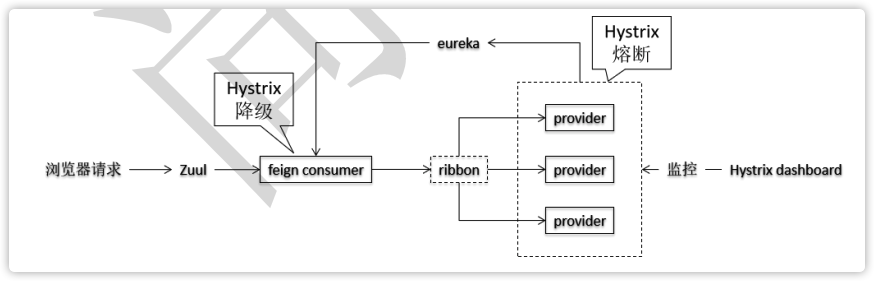 Hystrix
熔断
eureka
Hystrix
降级
provider
浏览器请求
Zuul
feign consumer
ribbon
provider
监控
Hystrix dashboard
provider